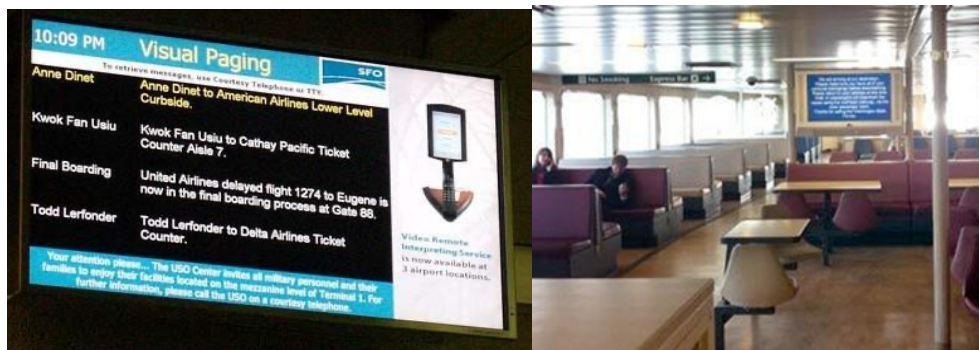 10:09 PM
Visual Paging
SFO
To retrieve messages, use Courtesy Telephone or TTY.
Anne Dinet
Anne Dinet to American Airlines Lower Level
Curbside.
Kwok Fan Usiu
Kwok Fan Usiu to Cathay Pacific Ticket
Counter Aisle 7.
Final Boarding
United Airlines delayed flight 1274 to Eugene is
now in the final boarding process at Gate 88.
Todd Lerfonder
Todd Lerfonder to Delta Airlines Ticket
Counter.
Video Remote
Interpreting Service
is now available at
3 airport locations.
Your attention please... The USO Center invites all military personnel and their
families to enjoy their facilities located on the mezzanine level of Terminal 1. For
further information, please call the USO on a courtesy telephone.
No Smoking
Express Bar